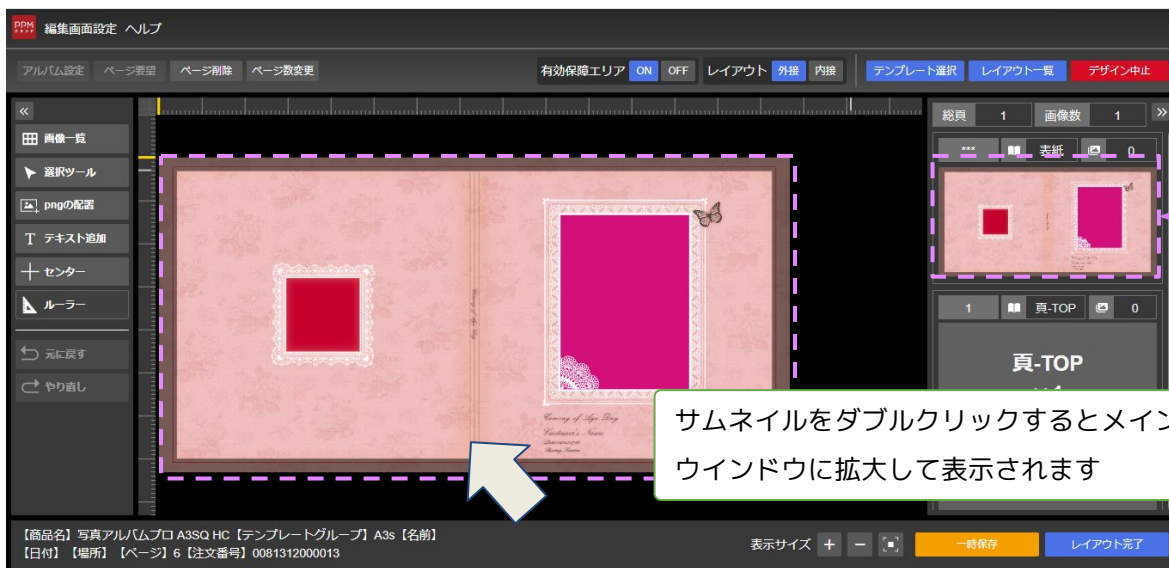 PPM 編集画面設定 ヘルプ
アルバム設定 ページ要望 ページ削除 ページ数変更 有効保障エリア ON OFF レイアウト 外接 内接 テンプレート選択 レイアウト一覧 デザイン中止
«
画像一覧
選択ツール
pngの配置
T テキスト追加
センター
ルーラー
元に戻す
やり直し
Coming of Age Day
Customer's Name
総頁 1 画像数 1 »
*** 表紙 0
1 頁-TOP 0
頁-TOP
サムネイルをダブルクリックするとメイン
ウインドウに拡大して表示されます
【商品名】写真アルバムプロ A3SQ HC【テンプレートグループ】A3s【名前】
【日付】【場所】【ページ】6【注文番号】0081312000013
表示サイズ + − 一時保存 レイアウト完了